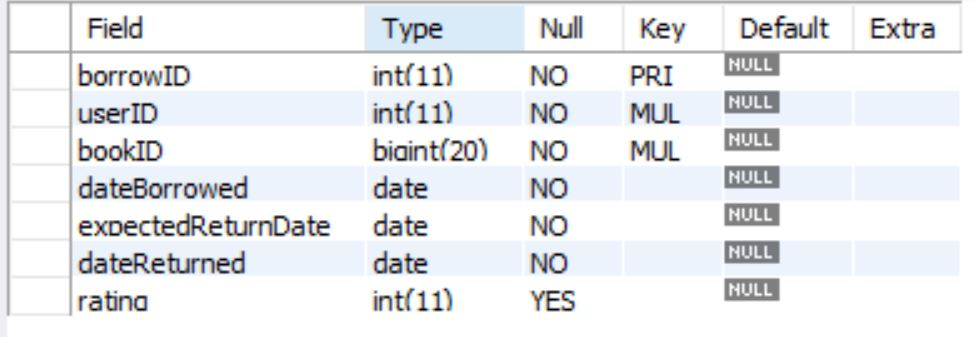 Field Type Null Key Default Extra
borrowID int(11) NO PRI NULL
userID int(11) NO MUL NULL
bookID bigint(20) NO MUL NULL
dateBorrowed date NO NULL
expectedReturnDate date NO NULL
dateReturned date NO NULL
rating int(11) YES NULL